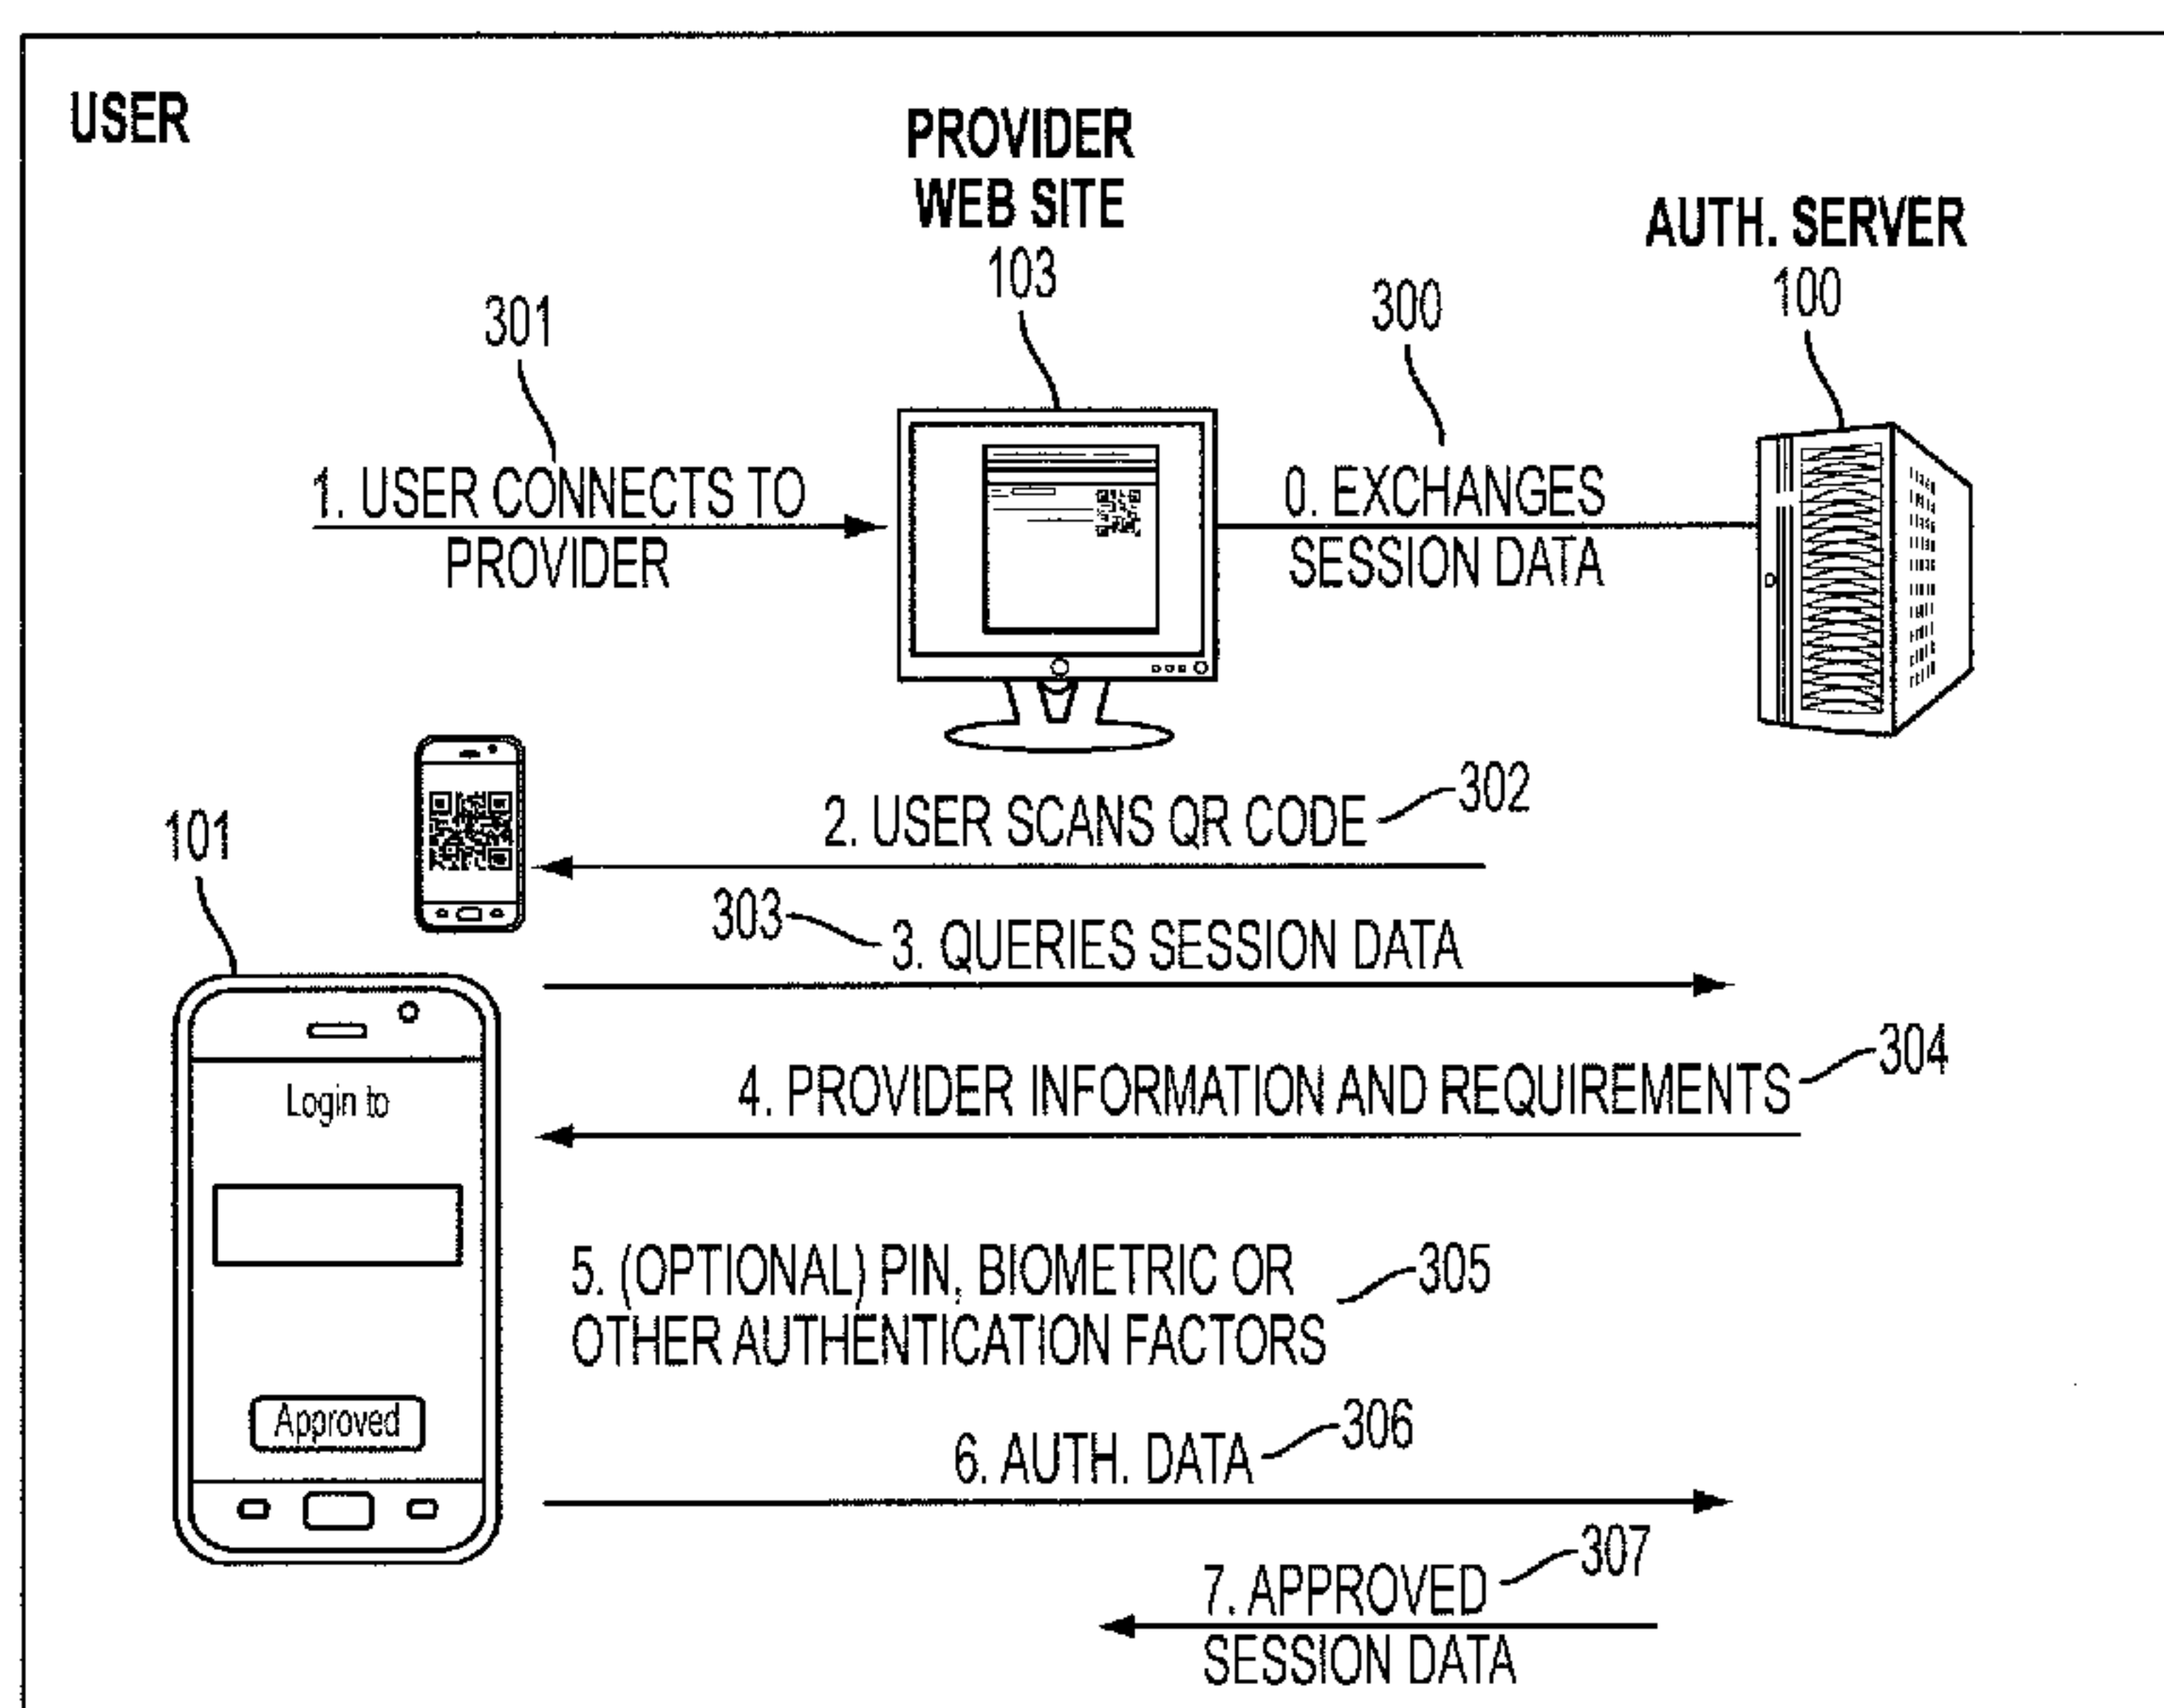 USER
PROVIDER
WEB SITE
103
AUTH. SERVER
100
301
300
1. USER CONNECTS TO
PROVIDER
0. EXCHANGES
SESSION DATA
101
2. USER SCANS QR CODE
302
303
3. QUERIES SESSION DATA
304
4. PROVIDER INFORMATION AND REQUIREMENTS
Login to
5. (OPTIONAL) PIN, BIOMETRIC OR
OTHER AUTHENTICATION FACTORS
305
Approved
306
6. AUTH. DATA
307
7. APPROVED
SESSION DATA